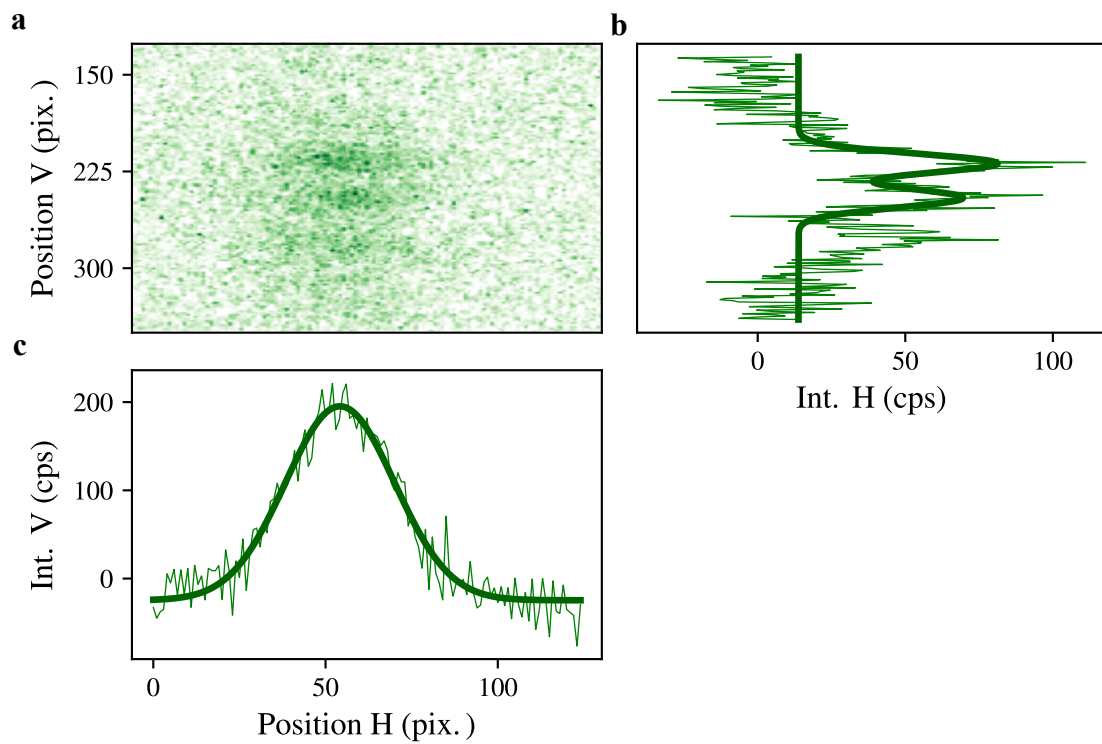 a
b
150
225
300
Position V (pix.)
0
50
100
Int. H (cps)
c
200
100
0
Int. V (cps)
0
50
100
Position H (pix.)